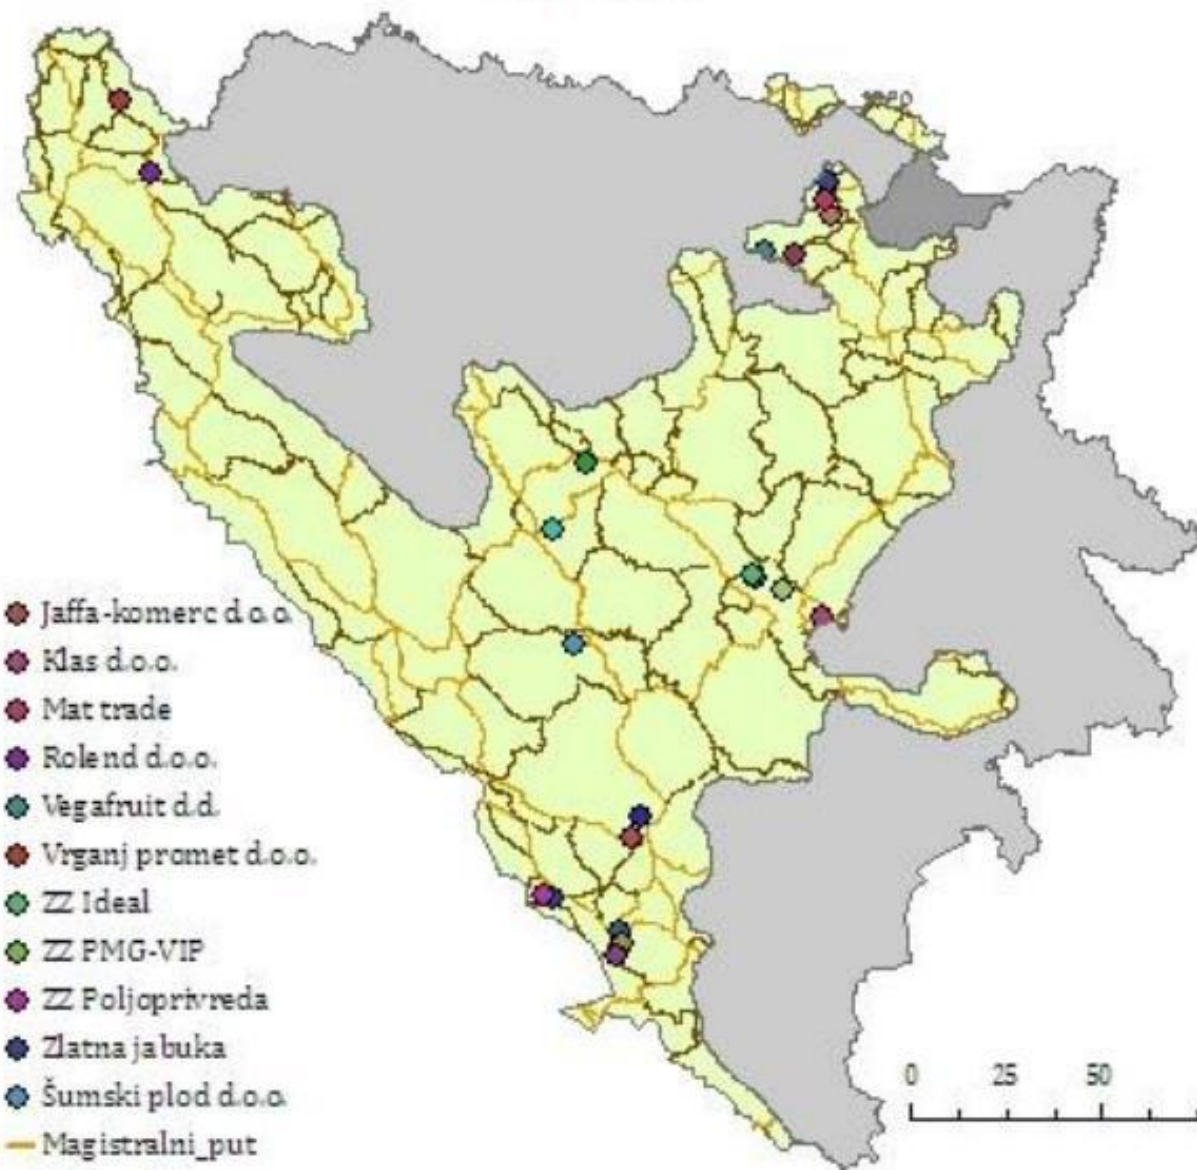 Jaffa-komerc d.o.o.
Klas d.o.o.
Mat trade
Rolend d.o.o.
Vegafruit d.d.
Vrganj promet d.o.o.
ZZ Ideal
ZZ PMG-VIP
ZZ Poljoprivreda
Zlatna jabuka
Šumski plod d.o.o.
Magistralni_put
0 25 50